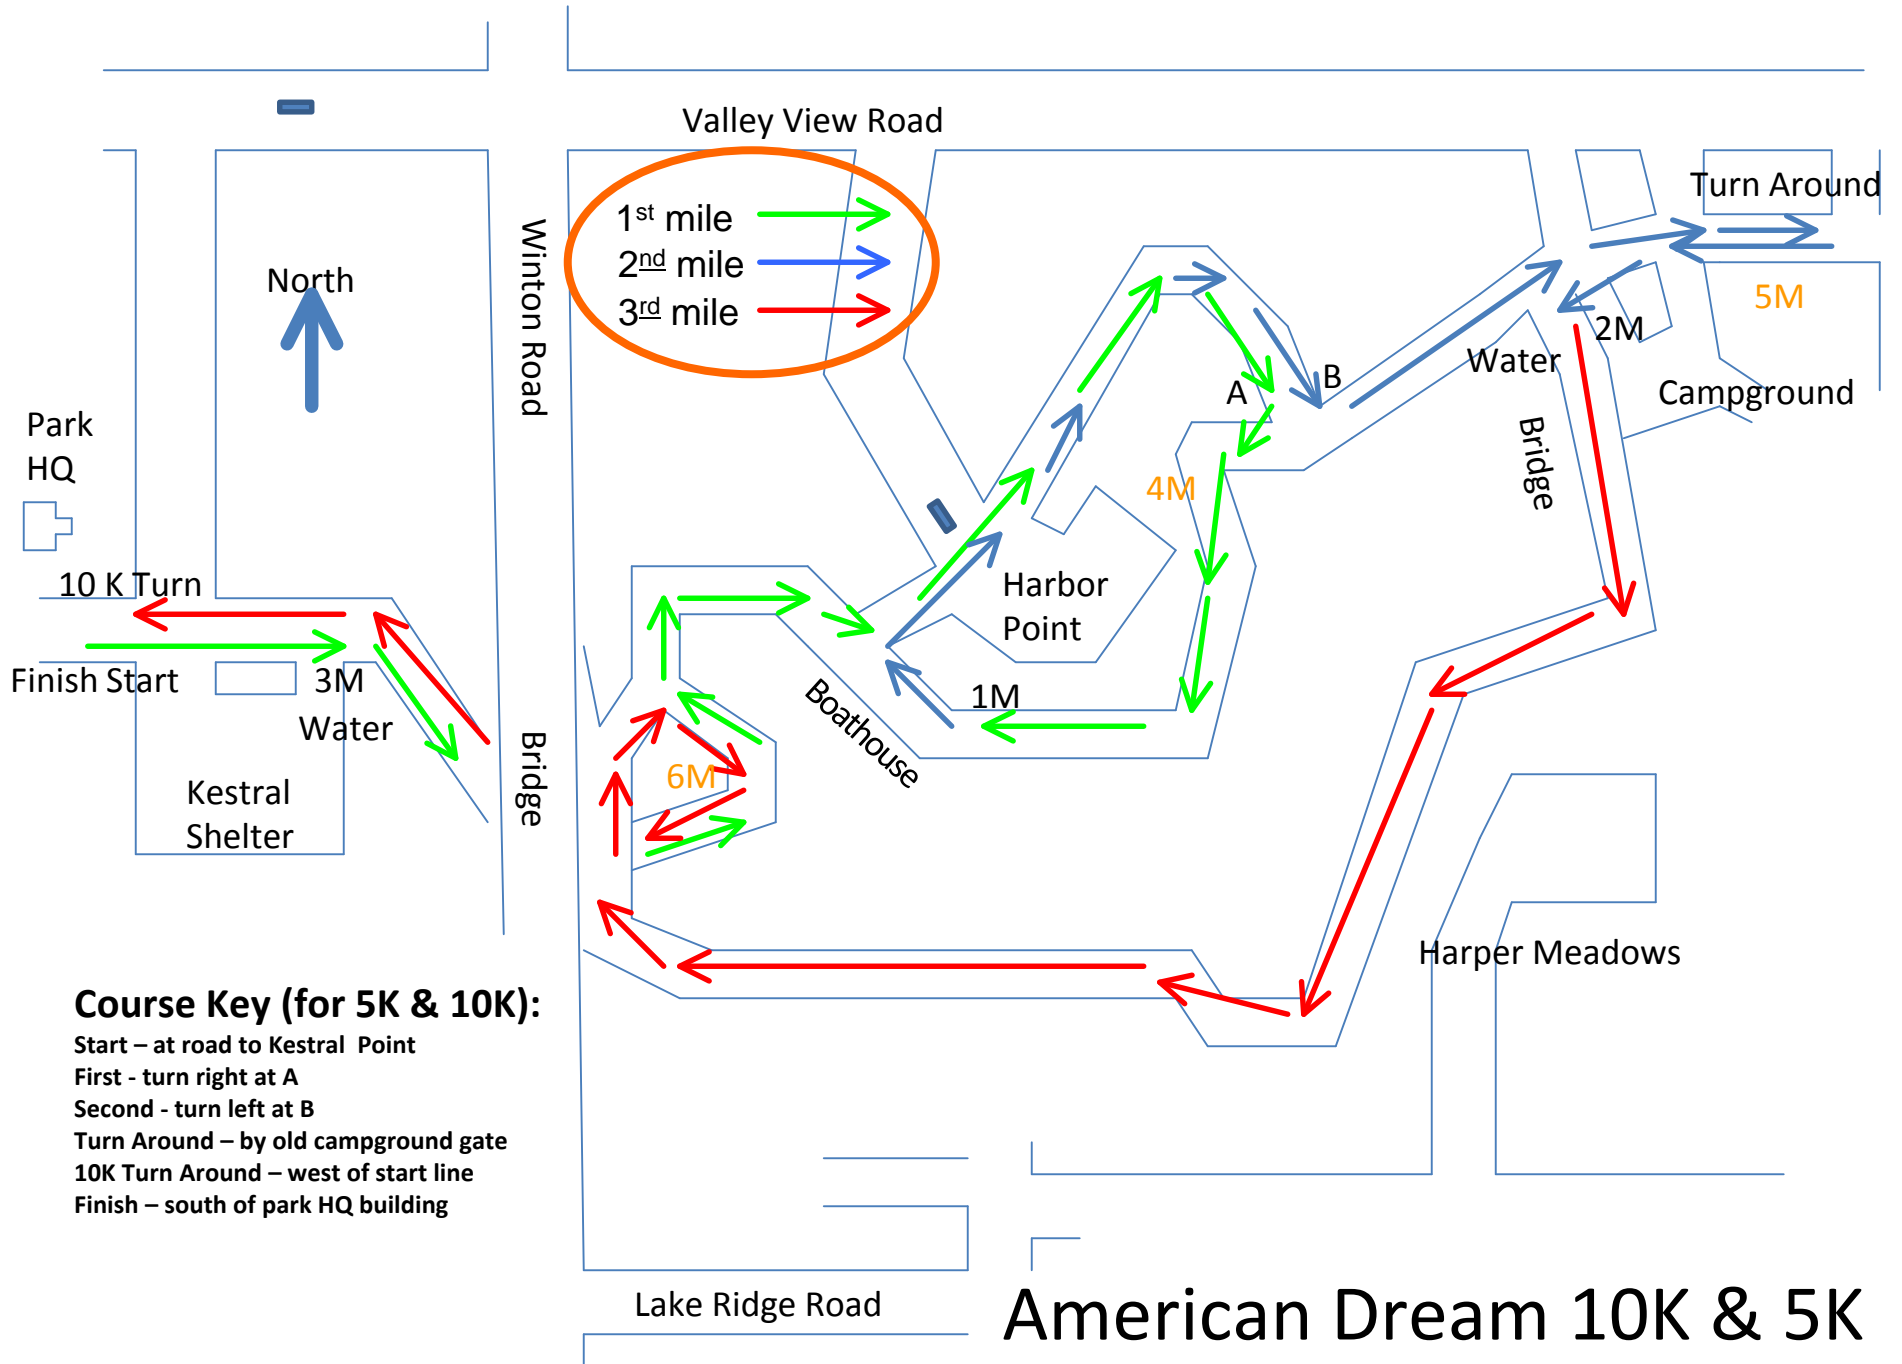 Valley View Road
1st mile
2nd mile
3rd mile
Turn Around
North
Winton Road
5M
2M
Water
A
B
Campground
Park
HQ
Bridge
4M
10 K Turn
Harbor
Point
Finish Start
3M
Water
1M
Boathouse
Bridge
6M
Kestral
Shelter
Harper Meadows
Course Key (for 5K & 10K):
Start – at road to Kestral Point
First - turn right at A
Second - turn left at B
Turn Around – by old campground gate
10K Turn Around – west of start line
Finish – south of park HQ building
Lake Ridge Road
American Dream 10K & 5K